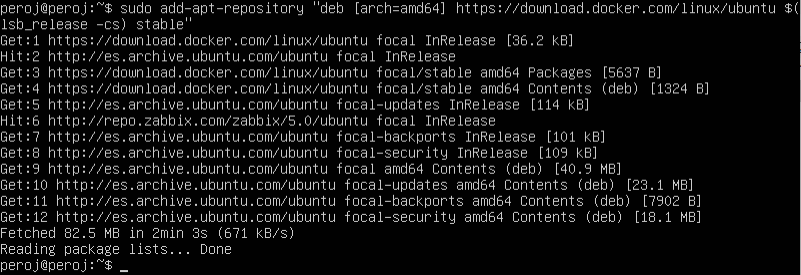 peroj@peroj:~$ sudo add-apt-repository "deb [arch=amd64] https://download.docker.com/linux/ubuntu $(
lsb_release -cs) stable"
Get:1 https://download.docker.com/linux/ubuntu focal InRelease [36.2 kB]
Hit:2 http://es.archive.ubuntu.com/ubuntu focal InRelease
Get:3 https://download.docker.com/linux/ubuntu focal/stable amd64 Packages [5637 B]
Get:4 https://download.docker.com/linux/ubuntu focal/stable amd64 Contents (deb) [1324 B]
Get:5 http://es.archive.ubuntu.com/ubuntu focal-updates InRelease [114 kB]
Hit:6 http://repo.zabbix.com/zabbix/5.0/ubuntu focal InRelease
Get:7 http://es.archive.ubuntu.com/ubuntu focal-backports InRelease [101 kB]
Get:8 http://es.archive.ubuntu.com/ubuntu focal-security InRelease [109 kB]
Get:9 http://es.archive.ubuntu.com/ubuntu focal amd64 Contents (deb) [40.9 MB]
Get:10 http://es.archive.ubuntu.com/ubuntu focal-updates amd64 Contents (deb) [23.1 MB]
Get:11 http://es.archive.ubuntu.com/ubuntu focal-backports amd64 Contents (deb) [7902 B]
Get:12 http://es.archive.ubuntu.com/ubuntu focal-security amd64 Contents (deb) [18.1 MB]
Fetched 82.5 MB in 2min 3s (671 kB/s)
Reading package lists... Done
peroj@peroj:~$ _